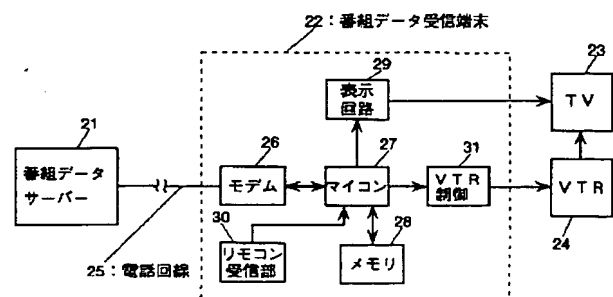 22：番組データ受信端末
29
表示
回路
23
TV
21
番組データ
サーバー
26
モデム
27
マイコン
31
VTR
制御
VTR
24
30
リモコン
受信部
28
メモリ
25：電話回線